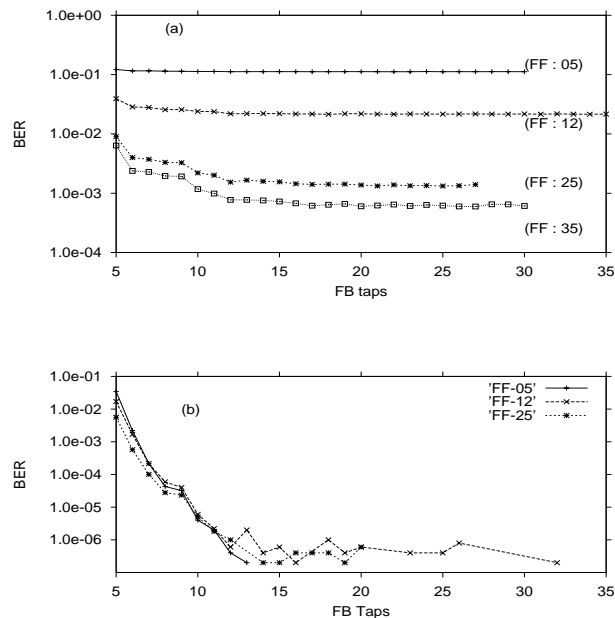 1.0e+00
(a)
(FF : 05)
1.0e-01
BER
(FF : 12)
1.0e-02
(FF : 25)
1.0e-03
(FF : 35)
1.0e-04
5 10 15 20 25 30 35
FB taps
1.0e-01
(b)
'FF-05'
1.0e-02
'FF-12'
'FF-25'
1.0e-03
BER
1.0e-04
1.0e-05
1.0e-06
5 10 15 20 25 30 35
FB Taps